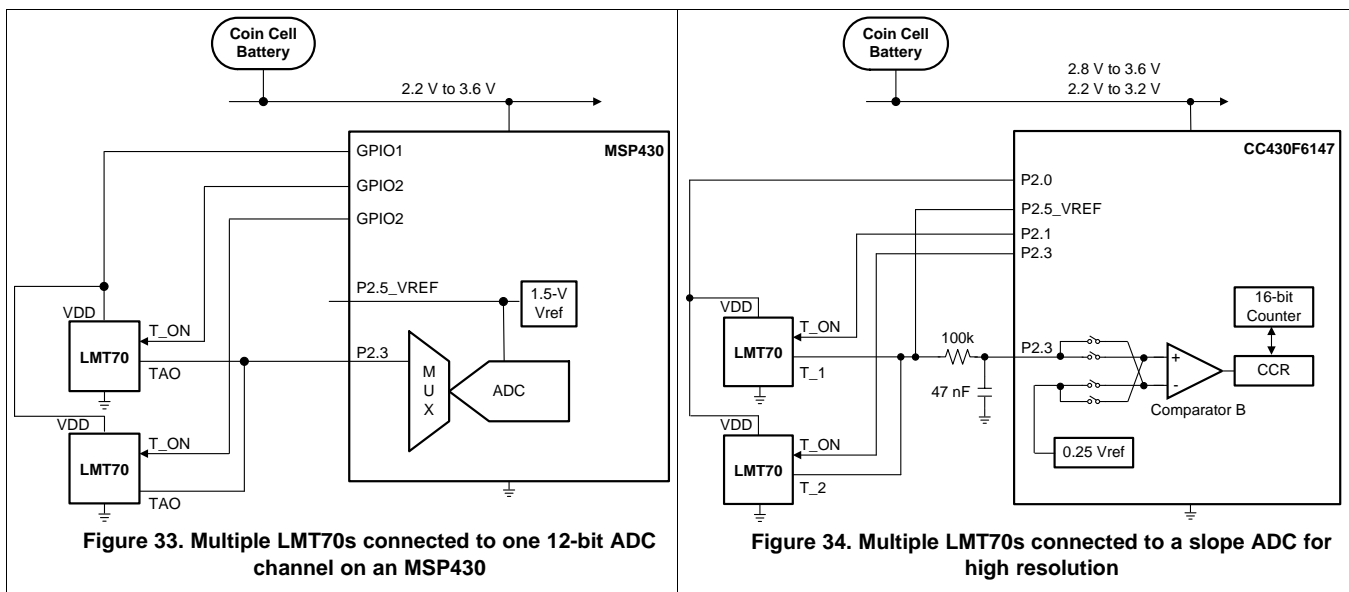 Coin Cell
Battery
2.2 V to 3.6 V
MSP430
GPIO1
GPIO2
GPIO2
P2.5_VREF
1.5-V
Vref
VDD
T_ON
LMT70
TAO
P2.3
M
U
X
ADC
VDD
T_ON
LMT70
TAO
Figure 33. Multiple LMT70s connected to one 12-bit ADC
channel on an MSP430
Coin Cell
Battery
2.8 V to 3.6 V
2.2 V to 3.2 V
CC430F6147
P2.0
P2.5_VREF
P2.1
P2.3
VDD
T_ON
LMT70
T_1
100k
47 nF
P2.3
16-bit
Counter
+
-
CCR
Comparator B
0.25 Vref
VDD
T_ON
LMT70
T_2
Figure 34. Multiple LMT70s connected to a slope ADC for
high resolution